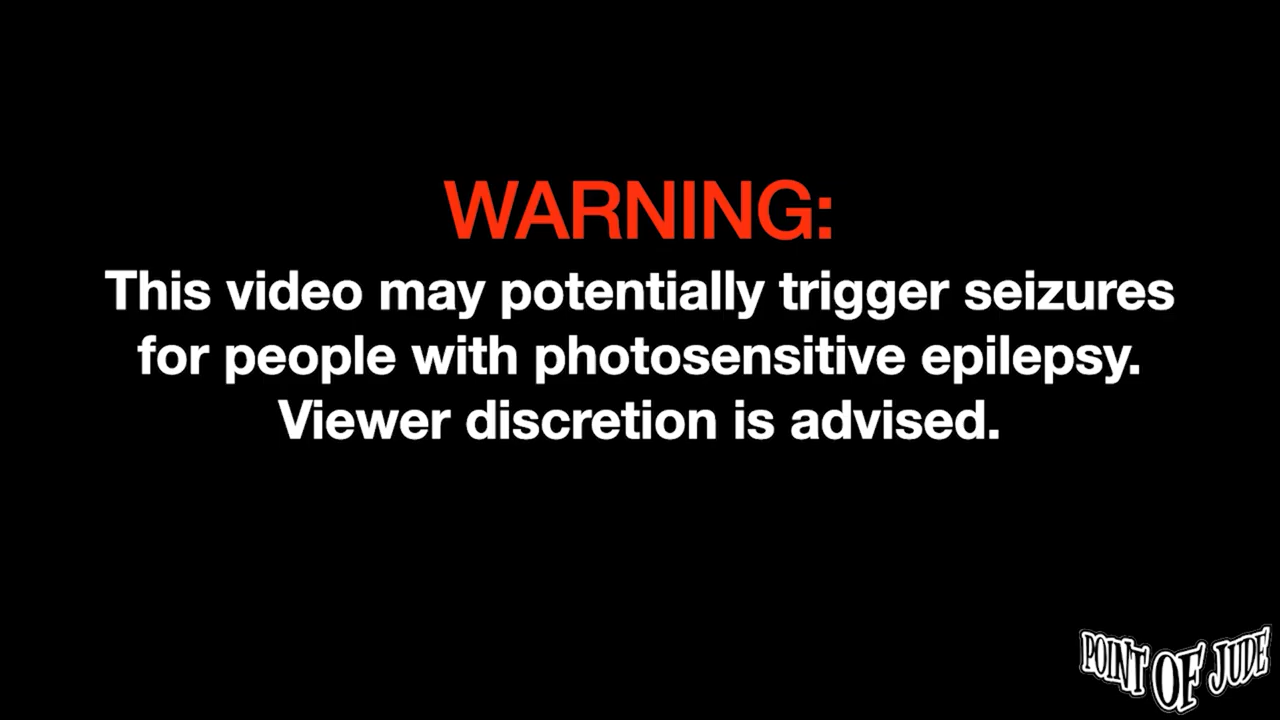 WARNING:
This video may potentially trigger seizures
for people with photosensitive epilepsy.
Viewer discretion is advised.
POINT OF JUDE